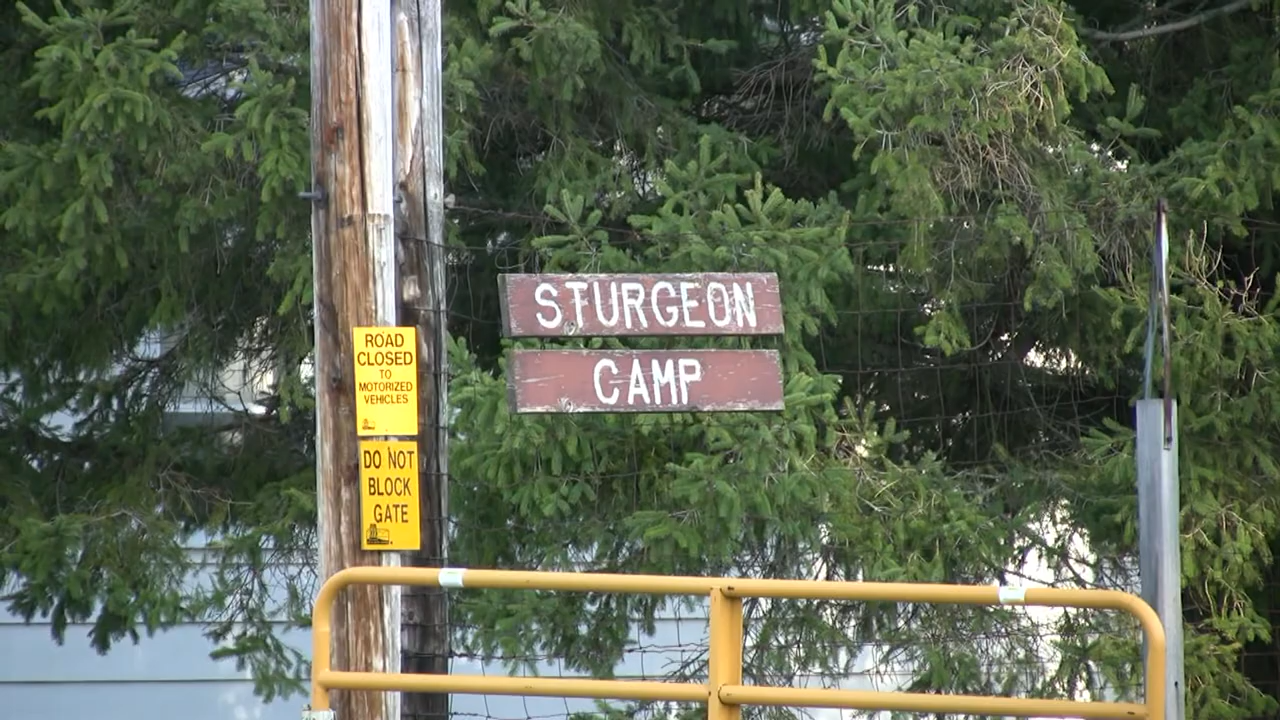 STURGEON
CAMP
ROAD
CLOSED
TO
MOTORIZED
VEHICLES
DO NOT
BLOCK
GATE